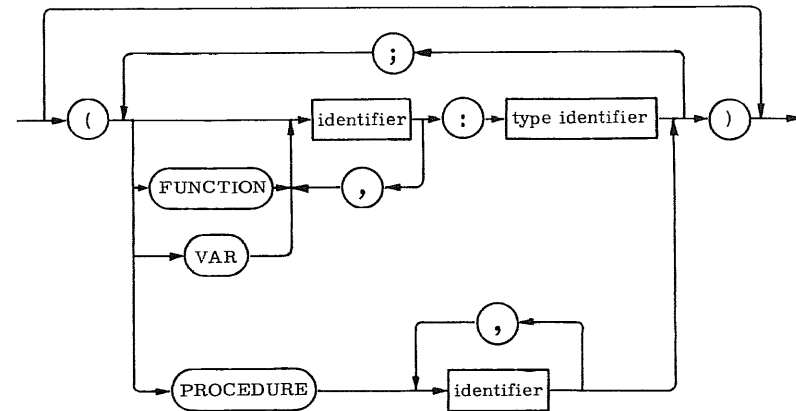 ;
( identifier : type identifier )
FUNCTION ,
VAR
,
PROCEDURE identifier